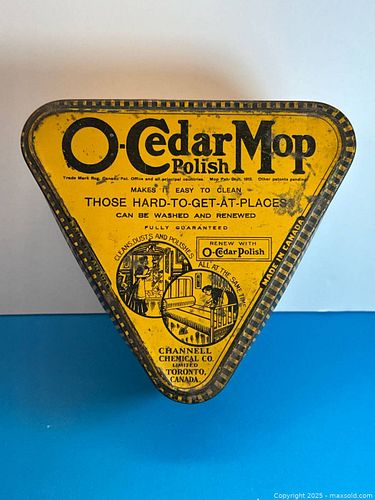 O-Cedar Mop
Polish
Trade Mark Reg. Canada Pat. Office and all principal countries. Mop Pat. Sept. 1913. Other patents pending.
MAKES IT EASY TO CLEAN
THOSE HARD-TO-GET-AT-PLACES
CAN BE WASHED AND RENEWED
FULLY GUARANTEED
CLEANS, DUSTS AND POLISHES
ALL AT THE SAME TIME
RENEW WITH
O-Cedar Polish
MADE IN CANADA
CHANNELL
CHEMICAL CO.
LIMITED
TORONTO,
CANADA.
Copyright © 2025 - maxsold.com